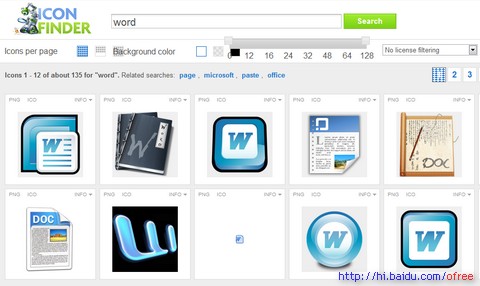 ICON
FINDER
word
Search
Icons per page
Background color
0 12 16 24 32 48 64 128
No license filtering
Icons 1 - 12 of about 135 for "word". Related searches: page , microsoft , paste , office
2 3
PNG ICO INFO
PNG ICO INFO
PNG ICO INFO
PNG ICO INFO
PNG ICO INFO
W
W
W
DOC
PNG ICO INFO
PNG ICO INFO
PNG ICO INFO
PNG ICO INFO
PNG ICO INFO
DOC
W
W
W
http://hi.baidu.com/ofree